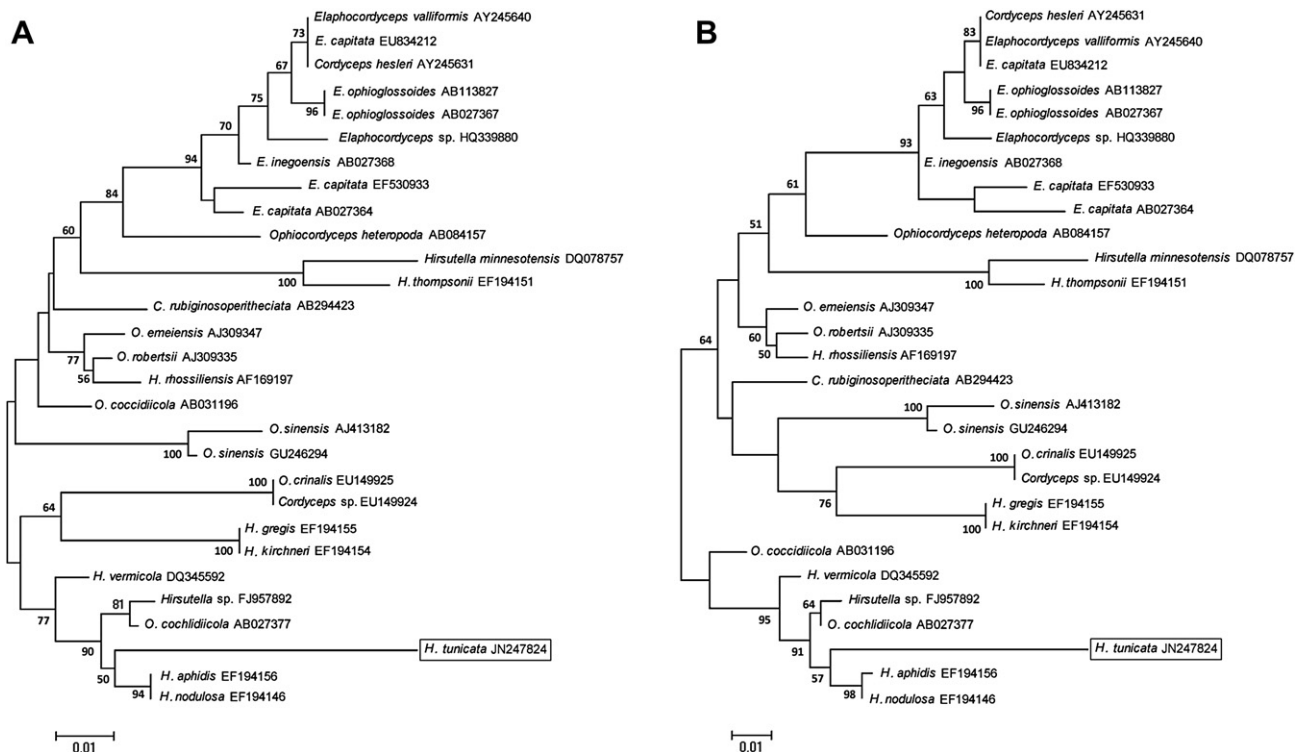 A
Elaphocordyceps valliformis AY245640
73
E. capitata EU834212
Cordyceps hesleri AY245631
67
E. ophioglossoides AB113827
75
96
E. ophioglossoides AB027367
70
Elaphocordyceps sp. HQ339880
94
E. inegoensis AB027368
E. capitata EF530933
84
E. capitata AB027364
60
Ophiocordyceps heteropoda AB084157
Hirsutella minnesotensis DQ078757
100
H. thompsonii EF194151
C. rubiginosoperitheciata AB294423
O. emeiensis AJ309347
77
O. robertsii AJ309335
56
H. rhossiliensis AF169197
O. coccidiicola AB031196
O. sinensis AJ413182
100
O. sinensis GU246294
O. crinalis EU149925
100
Cordyceps sp. EU149924
64
H. gregis EF194155
100
H. kirchneri EF194154
H. vermicola DQ345592
81
Hirsutella sp. FJ957892
77
O. cochlidiicola AB027377
90
H. tunicata JN247824
50
H. aphidis EF194156
94
H. nodulosa EF194146
0.01
B
Cordyceps hesleri AY245631
83
Elaphocordyceps valliformis AY245640
E. capitata EU834212
E. ophioglossoides AB113827
63
96
E. ophioglossoides AB027367
Elaphocordyceps sp. HQ339880
93
E. inegoensis AB027368
61
E. capitata EF530933
E. capitata AB027364
51
Ophiocordyceps heteropoda AB084157
Hirsutella minnesotensis DQ078757
100
H. thompsonii EF194151
O. emeiensis AJ309347
60
O. robertsii AJ309335
64
50
H. rhossiliensis AF169197
C. rubiginosoperitheciata AB294423
100
O. sinensis AJ413182
O. sinensis GU246294
100
O. crinalis EU149925
Cordyceps sp. EU149924
76
H. gregis EF194155
100
H. kirchneri EF194154
O. coccidiicola AB031196
H. vermicola DQ345592
64
Hirsutella sp. FJ957892
95
O. cochlidiicola AB027377
91
H. tunicata JN247824
57
H. aphidis EF194156
98
H. nodulosa EF194146
0.01